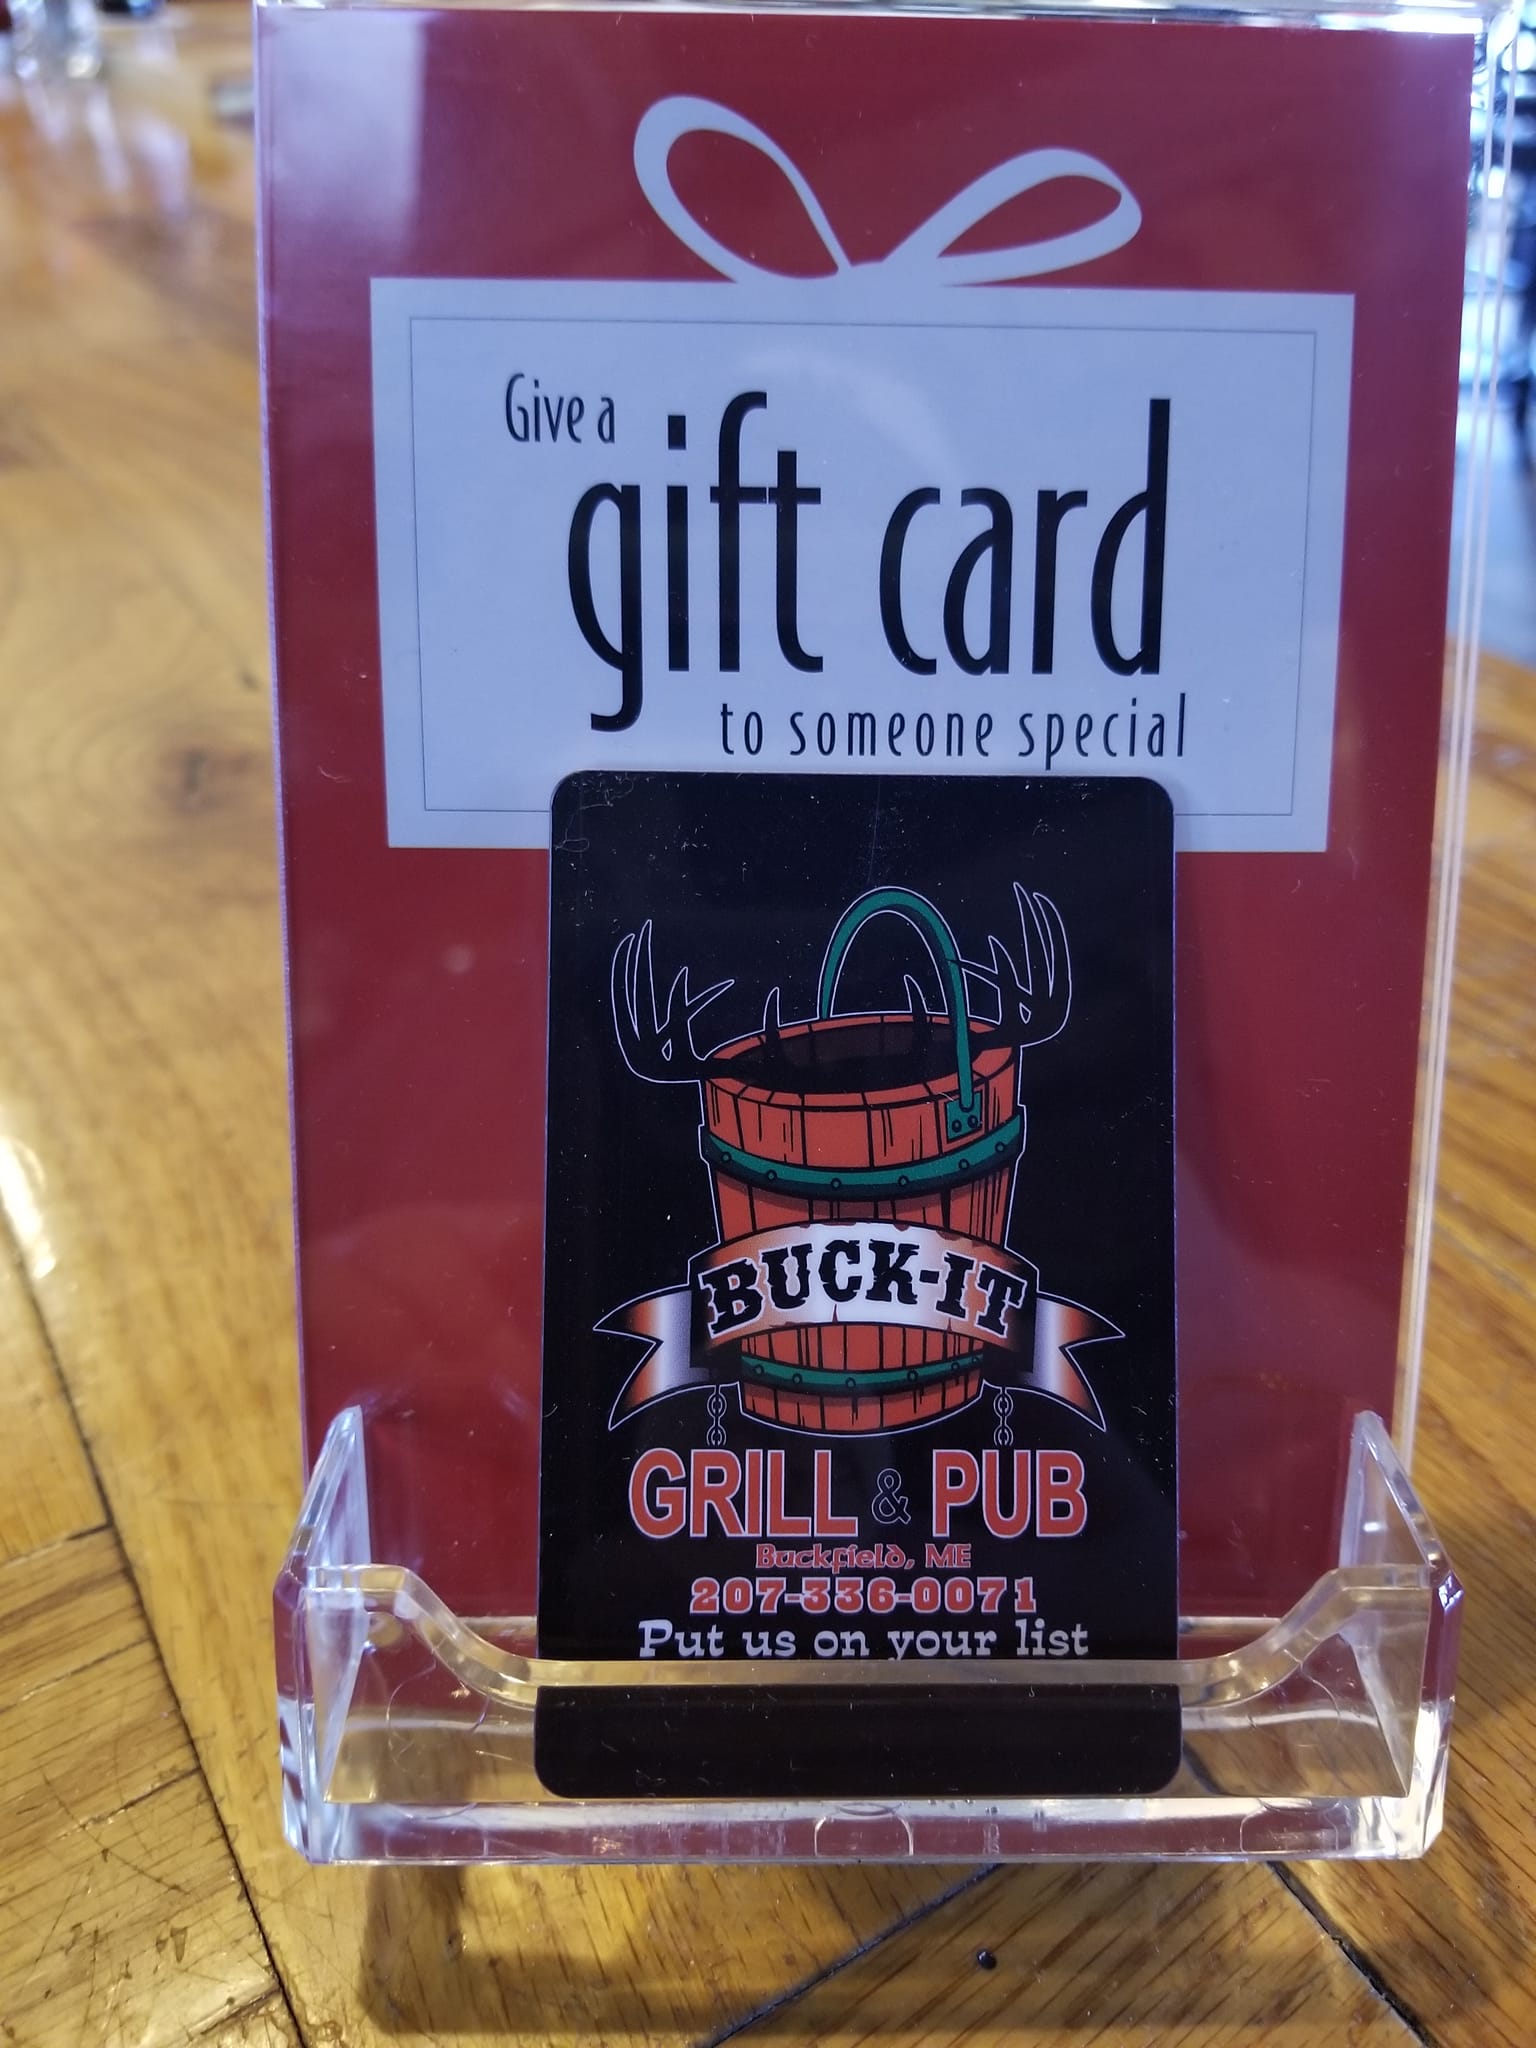 Give a
gift card
to someone special
BUCK-IT
GRILL & PUB
Buckfield, ME
207-336-0071
Put us on your list